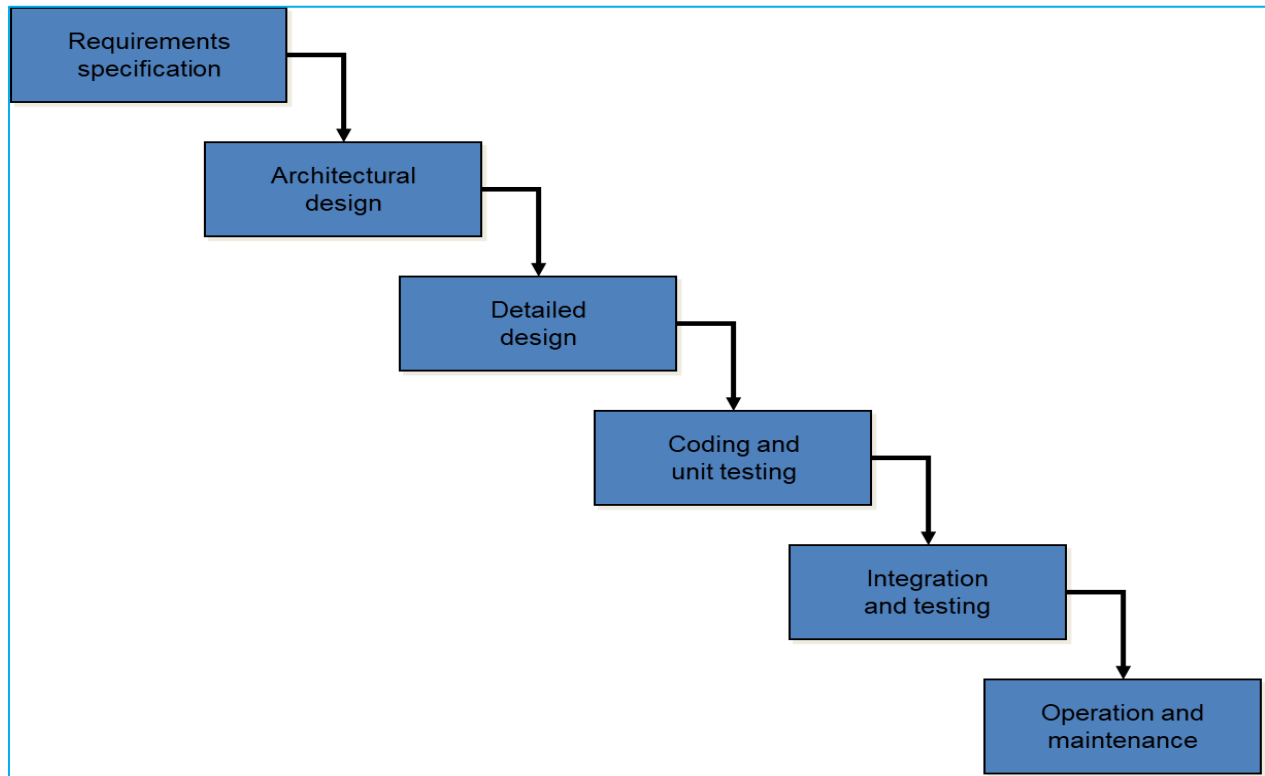 Requirements
specification
Architectural
design
Detailed
design
Coding and
unit testing
Integration
and testing
Operation and
maintenance